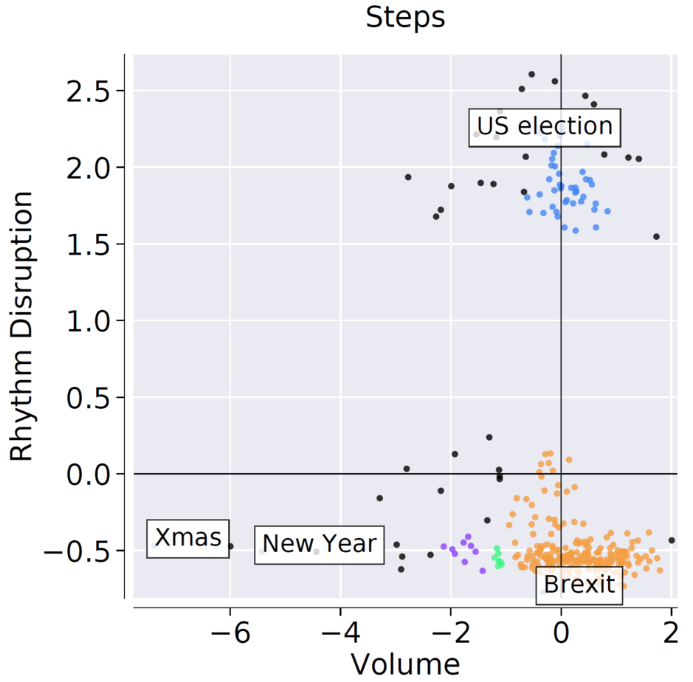 Steps
2.5
2.0
1.5
1.0
0.5
0.0
−0.5
Rhythm Disruption
US election
Xmas
New Year
Brexit
−6
−4
−2
0
2
Volume